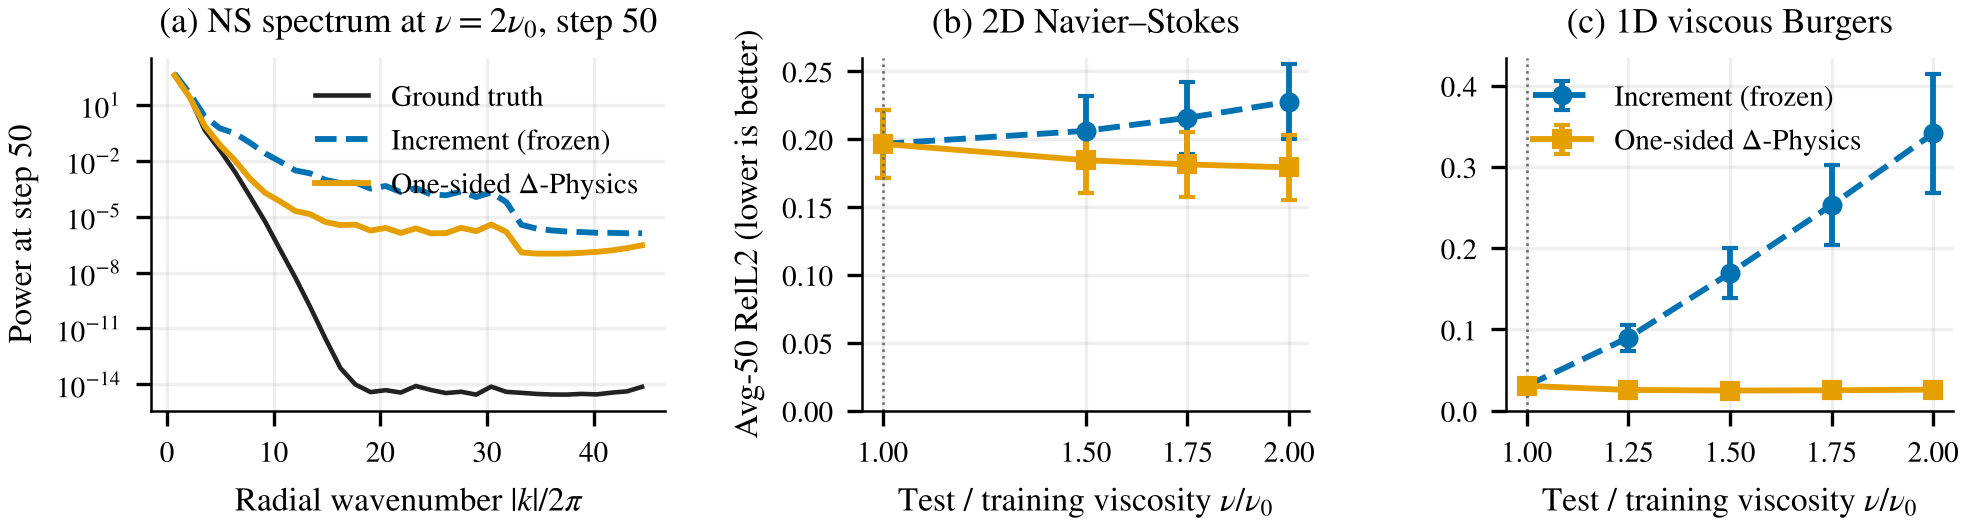 (a) NS spectrum at ν = 2ν₀, step 50
Power at step 50
10¹
10⁻²
10⁻⁵
10⁻⁸
10⁻¹¹
10⁻¹⁴
Ground truth
Increment (frozen)
One-sided Δ-Physics
0 10 20 30 40
Radial wavenumber |k|/2π
(b) 2D Navier–Stokes
Avg-50 RelL2 (lower is better)
0.25
0.20
0.15
0.10
0.05
0.00
1.00 1.50 1.75 2.00
Test / training viscosity ν/ν₀
(c) 1D viscous Burgers
0.4
0.3
0.2
0.1
0.0
Increment (frozen)
One-sided Δ-Physics
1.00 1.25 1.50 1.75 2.00
Test / training viscosity ν/ν₀